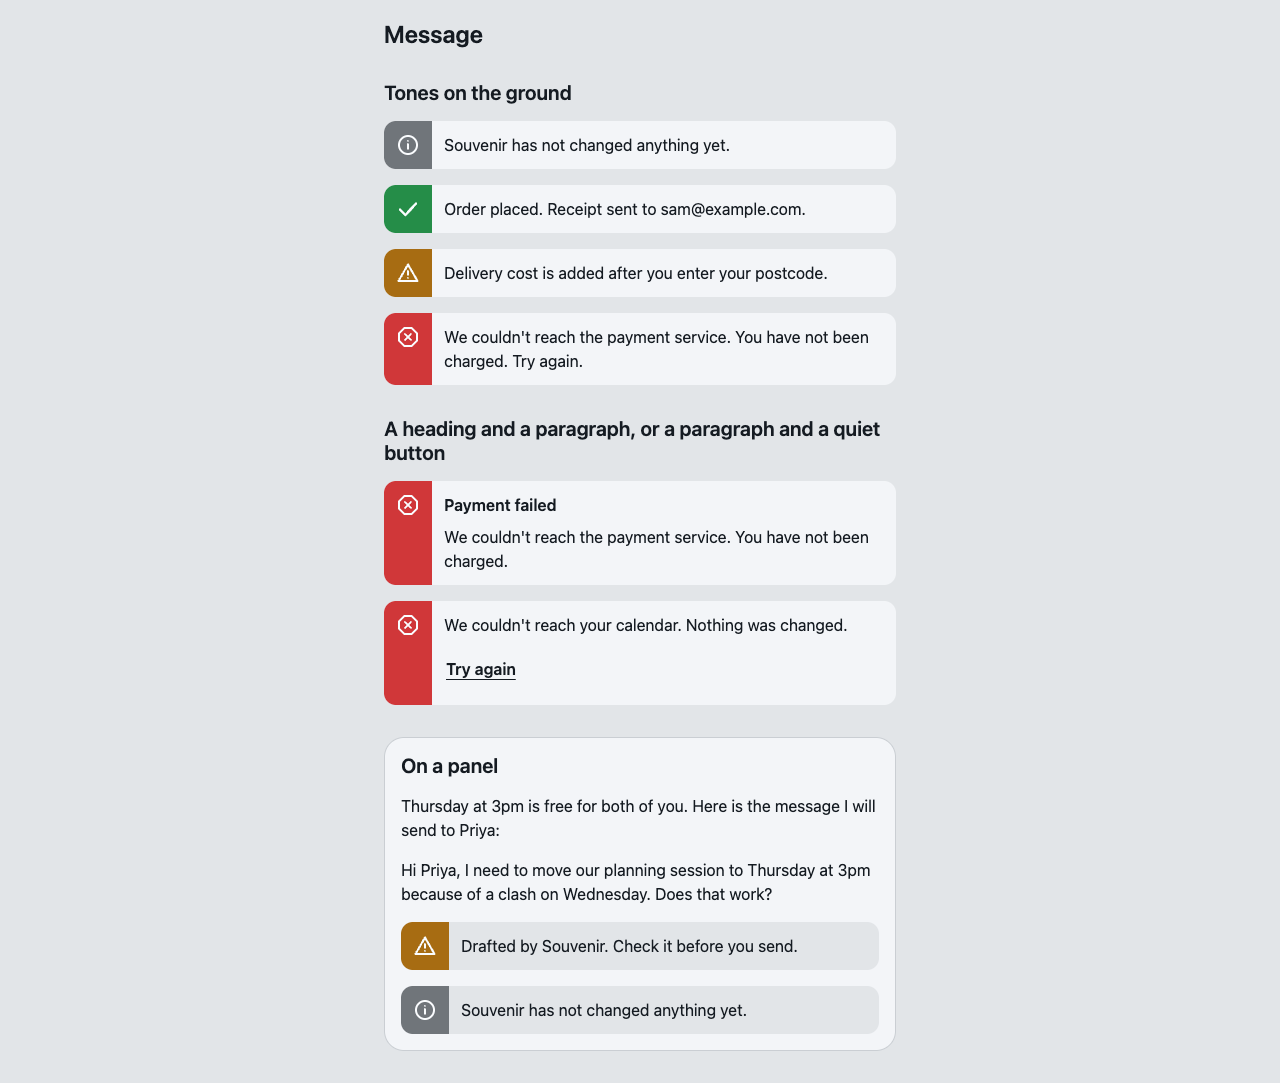 Message
Tones on the ground
Souvenir has not changed anything yet.
Order placed. Receipt sent to sam@example.com.
Delivery cost is added after you enter your postcode.
We couldn't reach the payment service. You have not been
charged. Try again.
A heading and a paragraph, or a paragraph and a quiet
button
Payment failed
We couldn't reach the payment service. You have not been
charged.
We couldn't reach your calendar. Nothing was changed.
Try again
On a panel
Thursday at 3pm is free for both of you. Here is the message I will
send to Priya:
Hi Priya, I need to move our planning session to Thursday at 3pm
because of a clash on Wednesday. Does that work?
Drafted by Souvenir. Check it before you send.
Souvenir has not changed anything yet.